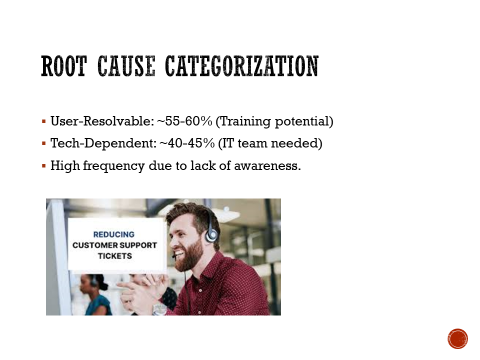 ROOT CAUSE CATEGORIZATION
▪ User-Resolvable: ~55-60% (Training potential)
▪ Tech-Dependent: ~40-45% (IT team needed)
▪ High frequency due to lack of awareness.
REDUCING
CUSTOMER SUPPORT
TICKETS